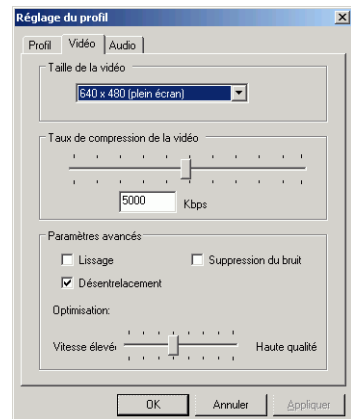 Réglage du profil
Profil Vidéo Audio
Taille de la vidéo
640 x 480 (plein écran)
Taux de compression de la vidéo
5000 Kbps
Paramètres avancés
Lissage Suppression du bruit
Désentrelacement
Optimisation:
Vitesse élevé Haute qualité
OK Annuler Appliquer